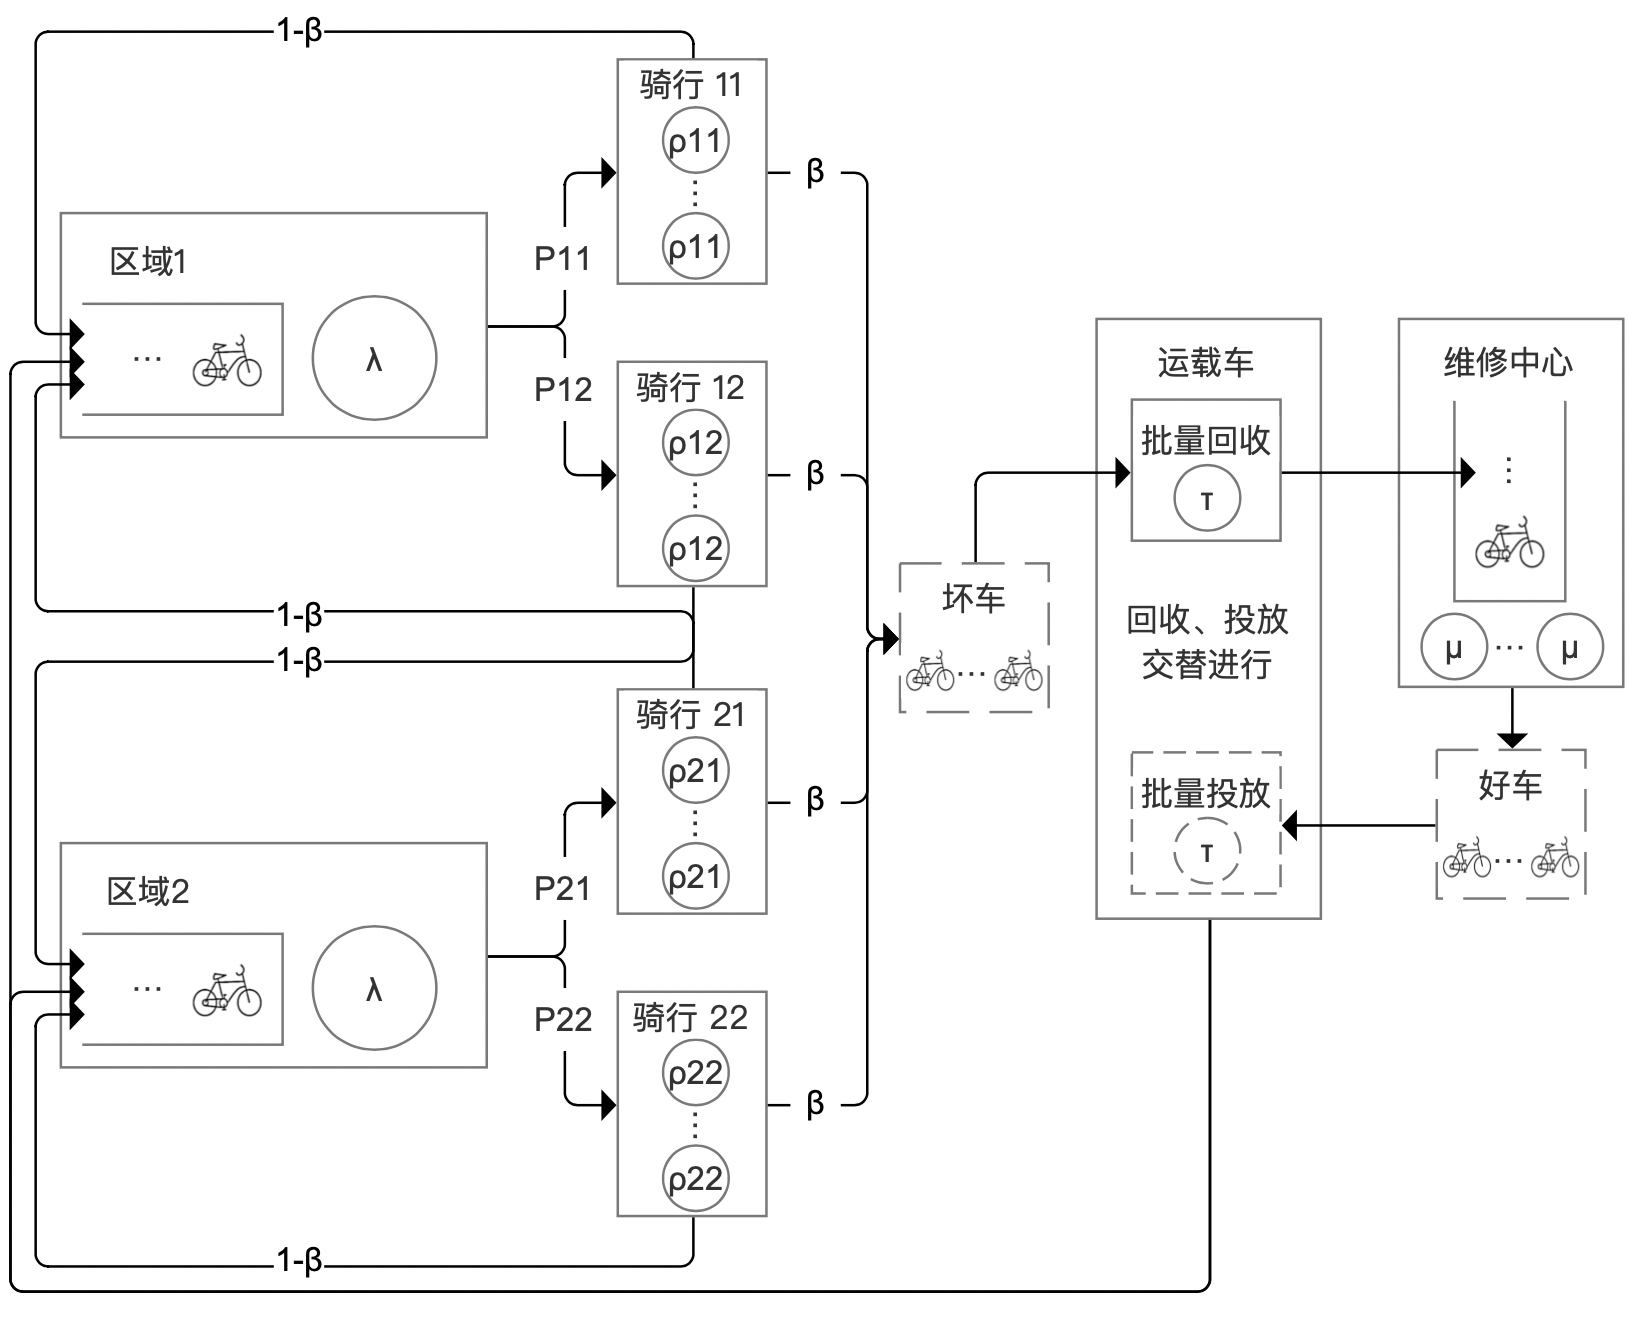 1-β
骑行 11
ρ11
ρ11
β
区域1
λ
P11
P12
骑行 12
ρ12
ρ12
β
1-β
1-β
骑行 21
ρ21
ρ21
β
区域2
λ
P21
P22
骑行 22
ρ22
ρ22
β
1-β
坏车
运载车
批量回收
τ
回收、投放
交替进行
批量投放
τ
维修中心
μ
μ
好车